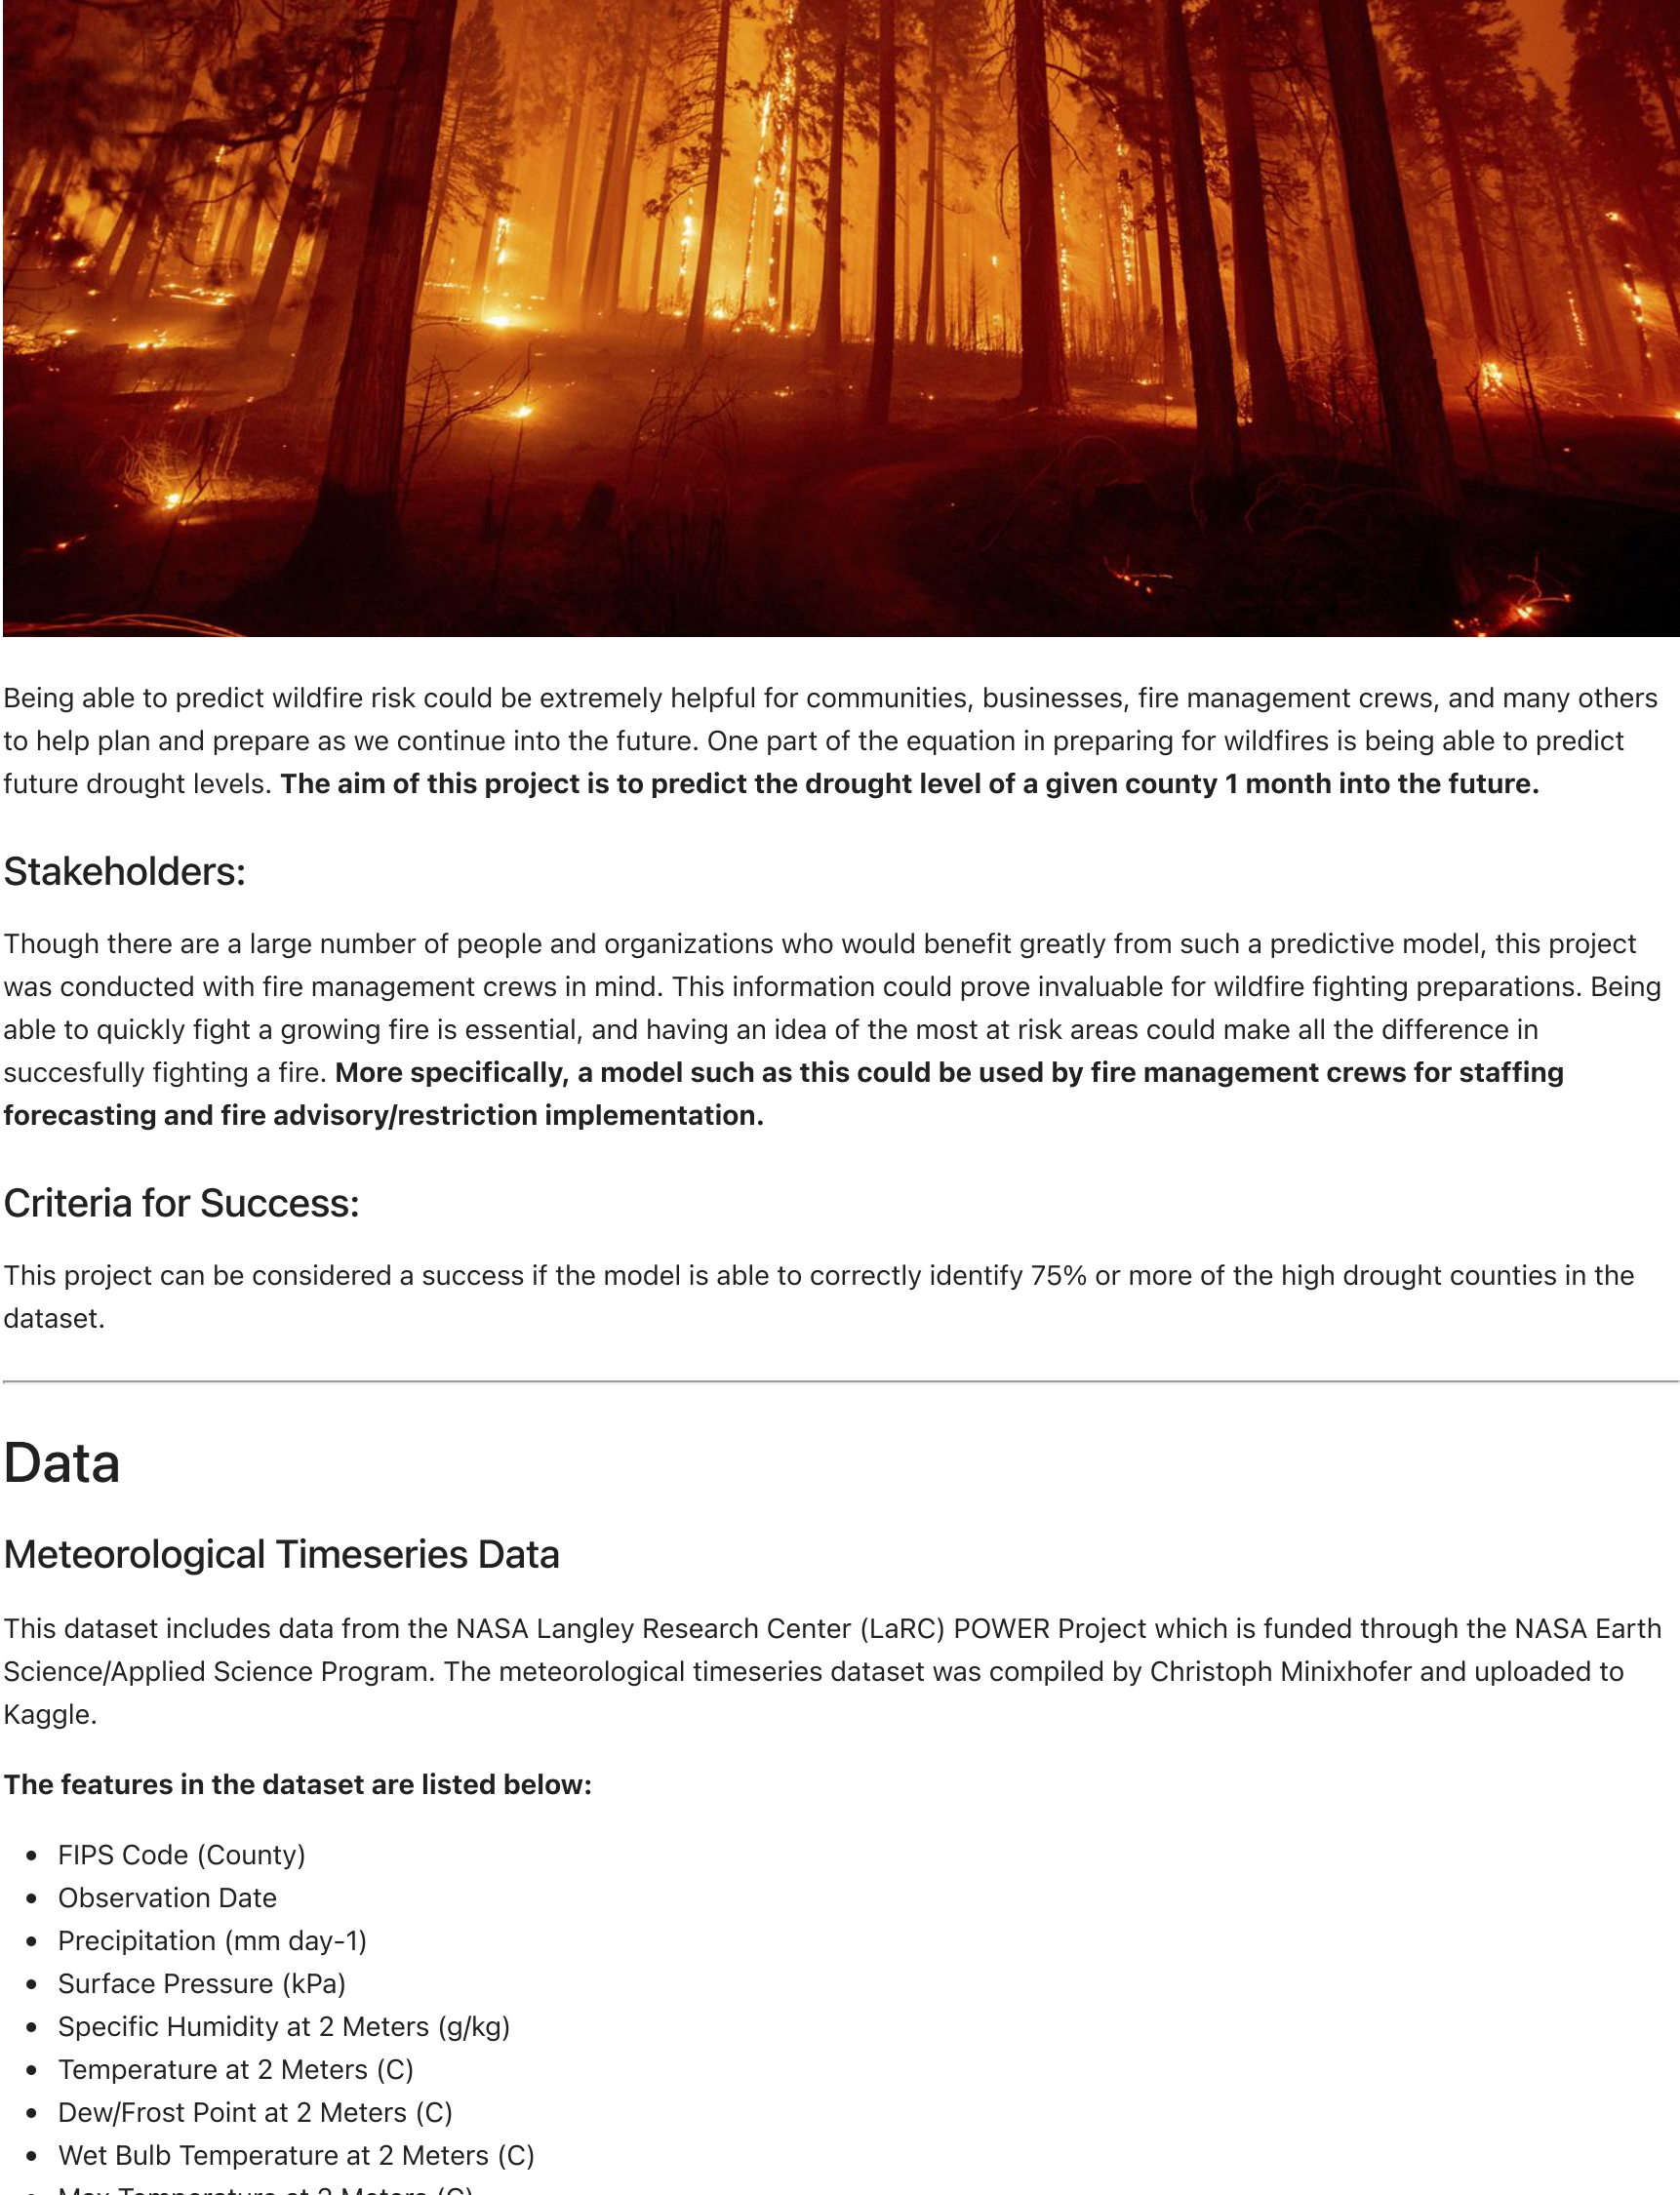 Being able to predict wildfire risk could be extremely helpful for communities, businesses, fire management crews, and many others
to help plan and prepare as we continue into the future. One part of the equation in preparing for wildfires is being able to predict
future drought levels. The aim of this project is to predict the drought level of a given county 1 month into the future.
Stakeholders:
Though there are a large number of people and organizations who would benefit greatly from such a predictive model, this project
was conducted with fire management crews in mind. This information could prove invaluable for wildfire fighting preparations. Being
able to quickly fight a growing fire is essential, and having an idea of the most at risk areas could make all the difference in
succesfully fighting a fire. More specifically, a model such as this could be used by fire management crews for staffing
forecasting and fire advisory/restriction implementation.
Criteria for Success:
This project can be considered a success if the model is able to correctly identify 75% or more of the high drought counties in the
dataset.
Data
Meteorological Timeseries Data
This dataset includes data from the NASA Langley Research Center (LaRC) POWER Project which is funded through the NASA Earth
Science/Applied Science Program. The meteorological timeseries dataset was compiled by Christoph Minixhofer and uploaded to
Kaggle.
The features in the dataset are listed below:
• FIPS Code (County)
• Observation Date
• Precipitation (mm day-1)
• Surface Pressure (kPa)
• Specific Humidity at 2 Meters (g/kg)
• Temperature at 2 Meters (C)
• Dew/Frost Point at 2 Meters (C)
• Wet Bulb Temperature at 2 Meters (C)
• Max Temperature at 2 Meters (C)